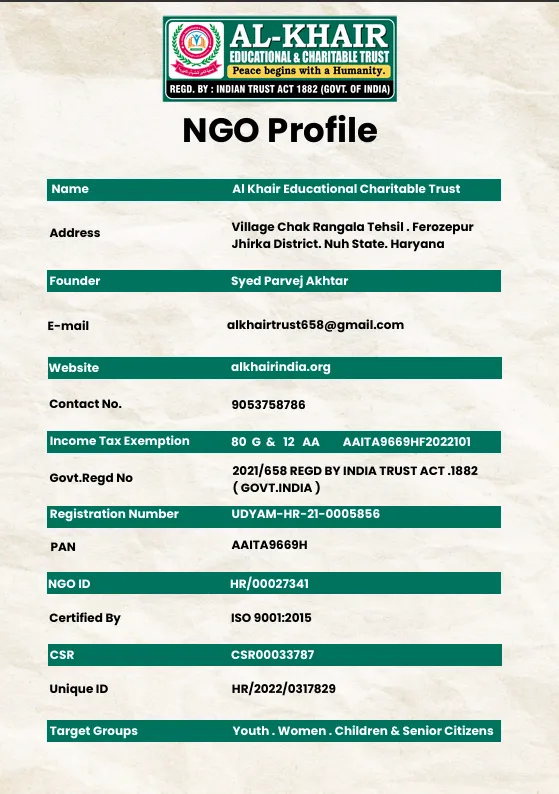 AL-KHAIR
EDUCATIONAL & CHARITABLE TRUST
Peace begins with a Humanity.
REGD. BY : INDIAN TRUST ACT 1882 (GOVT. OF INDIA)
NGO Profile
Name Al Khair Educational Charitable Trust
Address Village Chak Rangala Tehsil . Ferozepur
Jhirka District. Nuh State. Haryana
Founder Syed Parvej Akhtar
E-mail alkhairtrust658@gmail.com
Website alkhairindia.org
Contact No. 9053758786
Income Tax Exemption 80 G & 12 AA AAITA9669HF2022101
Govt.Regd No 2021/658 REGD BY INDIA TRUST ACT .1882
( GOVT.INDIA )
Registration Number UDYAM-HR-21-0005856
PAN AAITA9669H
NGO ID HR/00027341
Certified By ISO 9001:2015
CSR CSR00033787
Unique ID HR/2022/0317829
Target Groups Youth . Women . Children & Senior Citizens